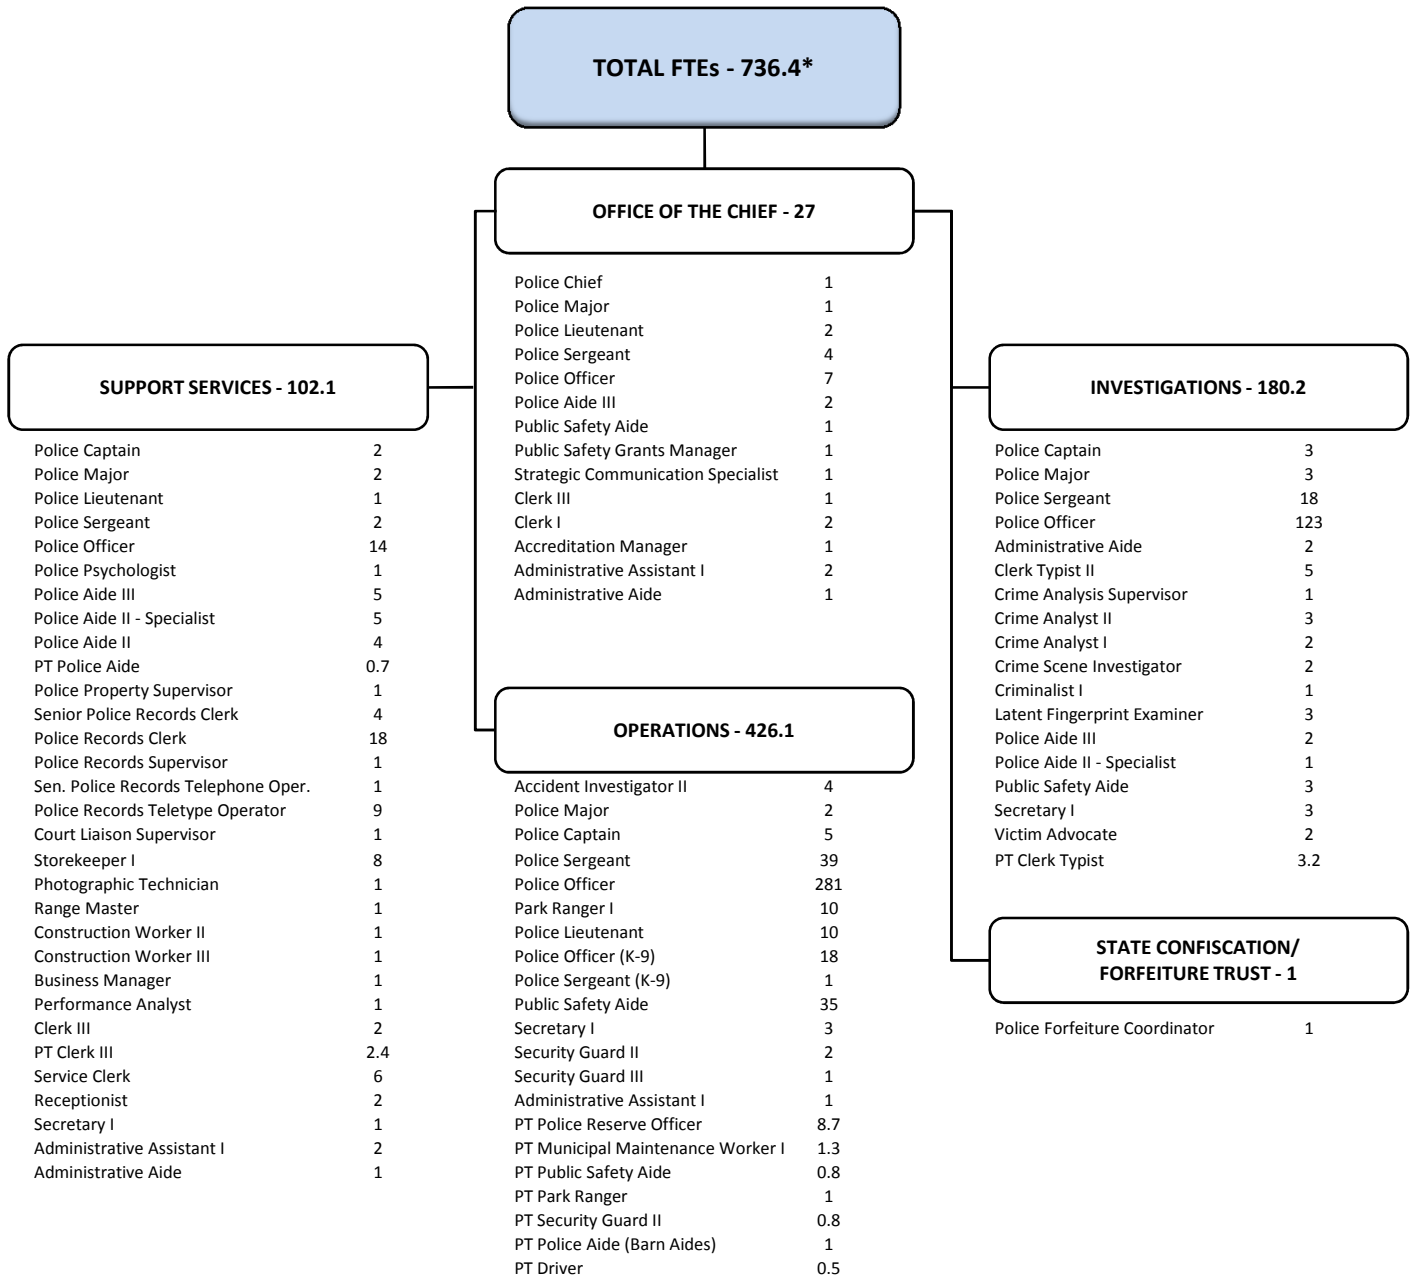 TOTAL FTEs - 736.4*
OFFICE OF THE CHIEF - 27
Police Chief 1
Police Major 1
Police Lieutenant 2
Police Sergeant 4
Police Officer 7
Police Aide III 2
Public Safety Aide 1
Public Safety Grants Manager 1
Strategic Communication Specialist 1
Clerk III 1
Clerk I 2
Accreditation Manager 1
Administrative Assistant I 2
Administrative Aide 1
SUPPORT SERVICES - 102.1
Police Captain 2
Police Major 2
Police Lieutenant 1
Police Sergeant 2
Police Officer 14
Police Psychologist 1
Police Aide III 5
Police Aide II - Specialist 5
Police Aide II 4
PT Police Aide 0.7
Police Property Supervisor 1
Senior Police Records Clerk 4
Police Records Clerk 18
Police Records Supervisor 1
Sen. Police Records Telephone Oper. 1
Police Records Teletype Operator 9
Court Liaison Supervisor 1
Storekeeper I 8
Photographic Technician 1
Range Master 1
Construction Worker II 1
Construction Worker III 1
Business Manager 1
Performance Analyst 1
Clerk III 2
PT Clerk III 2.4
Service Clerk 6
Receptionist 2
Secretary I 1
Administrative Assistant I 2
Administrative Aide 1
OPERATIONS - 426.1
Accident Investigator II 4
Police Major 2
Police Captain 5
Police Sergeant 39
Police Officer 281
Park Ranger I 10
Police Lieutenant 10
Police Officer (K-9) 18
Police Sergeant (K-9) 1
Public Safety Aide 35
Secretary I 3
Security Guard II 2
Security Guard III 1
Administrative Assistant I 1
PT Police Reserve Officer 8.7
PT Municipal Maintenance Worker I 1.3
PT Public Safety Aide 0.8
PT Park Ranger 1
PT Security Guard II 0.8
PT Police Aide (Barn Aides) 1
PT Driver 0.5
INVESTIGATIONS - 180.2
Police Captain 3
Police Major 3
Police Sergeant 18
Police Officer 123
Administrative Aide 2
Clerk Typist II 5
Crime Analysis Supervisor 1
Crime Analyst II 3
Crime Analyst I 2
Crime Scene Investigator 2
Criminalist I 1
Latent Fingerprint Examiner 3
Police Aide III 2
Police Aide II - Specialist 1
Public Safety Aide 3
Secretary I 3
Victim Advocate 2
PT Clerk Typist 3.2
STATE CONFISCATION/
FORFEITURE TRUST - 1
Police Forfeiture Coordinator 1